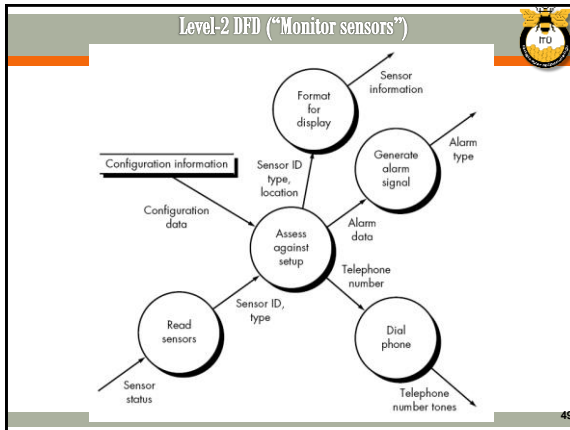 Level-2 DFD ("Monitor sensors")
İTÜ
Format
for
display
Sensor
information
Configuration information
Sensor ID
type,
location
Generate
alarm
signal
Alarm
type
Configuration
data
Assess
against
setup
Alarm
data
Telephone
number
Read
sensors
Sensor ID,
type
Dial
phone
Sensor
status
Telephone
number tones
49